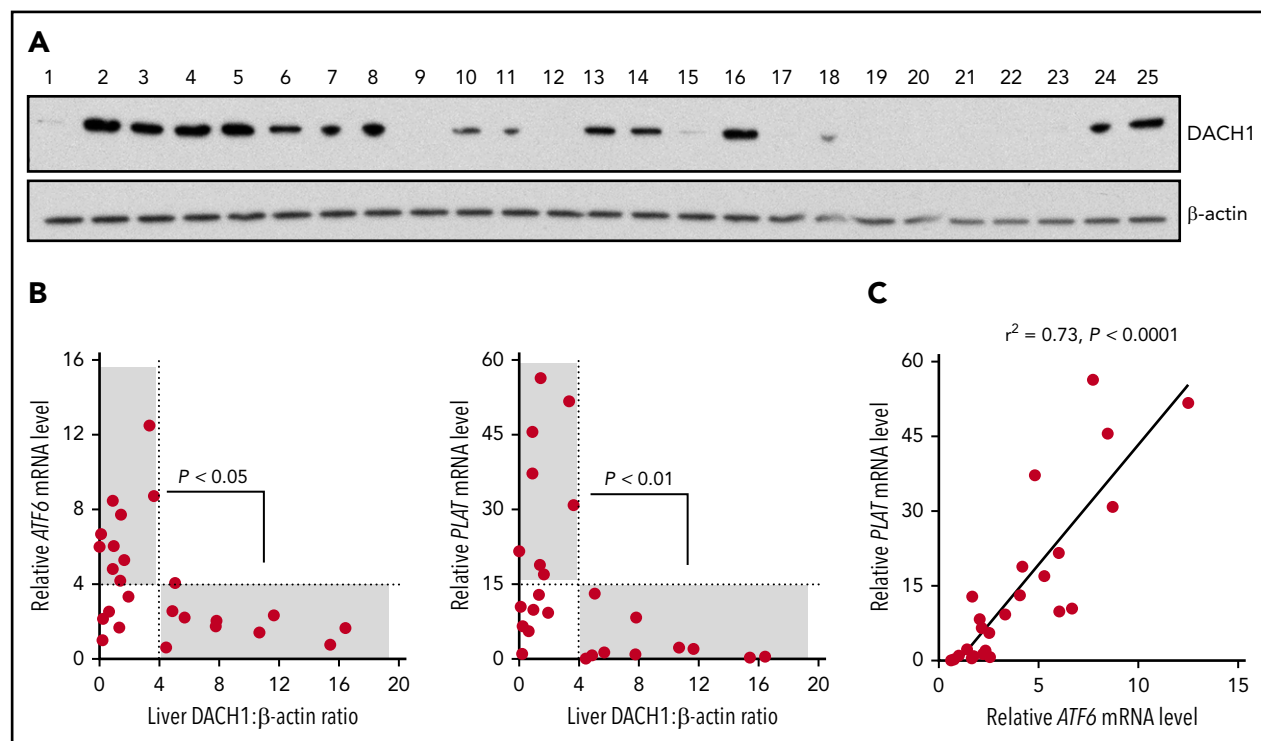 A
1 2 3 4 5 6 7 8 9 10 11 12 13 14 15 16 17 18 19 20 21 22 23 24 25
DACH1
β-actin
B
16
12
8
4
0
Relative ATF6 mRNA level
P < 0.05
0 4 8 12 16 20
Liver DACH1:β-actin ratio
60
45
30
15
0
Relative PLAT mRNA level
P < 0.01
0 4 8 12 16 20
Liver DACH1:β-actin ratio
C
r² = 0.73, P < 0.0001
60
45
30
15
0
Relative PLAT mRNA level
0 5 10 15
Relative ATF6 mRNA level